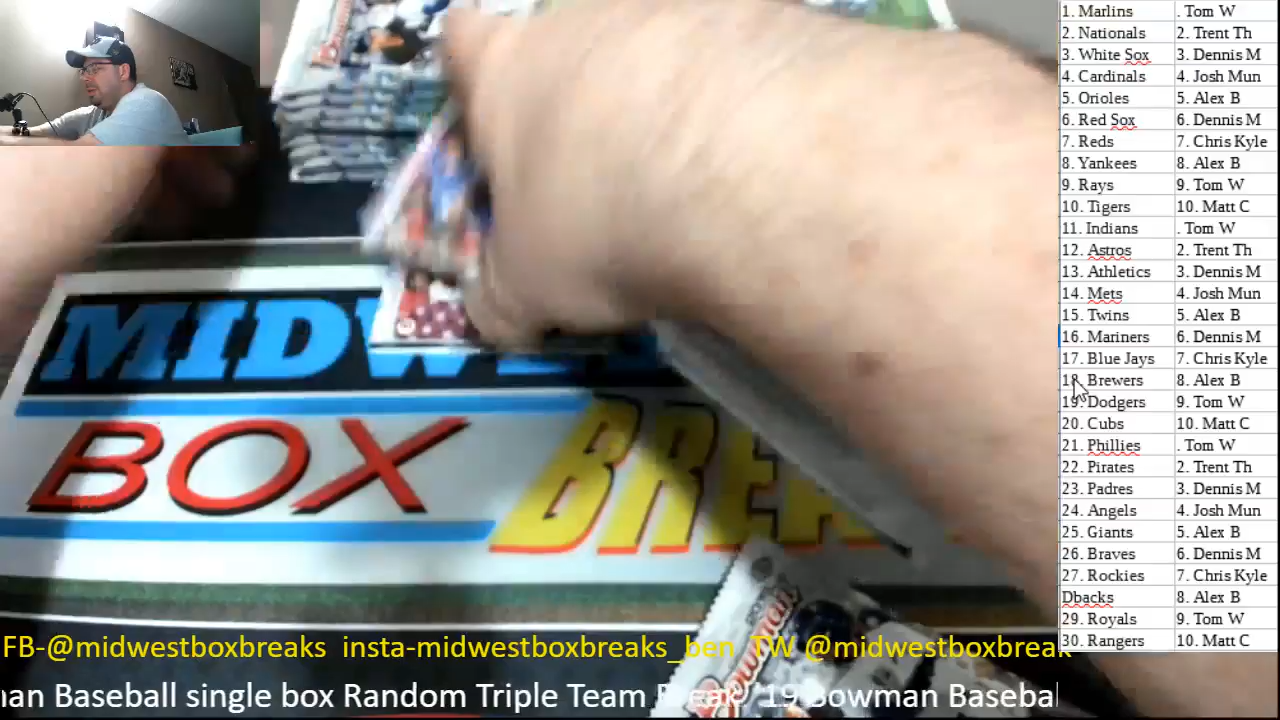 1. Marlins . Tom W
2. Nationals 2. Trent Th
3. White Sox 3. Dennis M
4. Cardinals 4. Josh Mun
5. Orioles 5. Alex B
6. Red Sox 6. Dennis M
7. Reds 7. Chris Kyle
8. Yankees 8. Alex B
9. Rays 9. Tom W
10. Tigers 10. Matt C
11. Indians . Tom W
12. Astros 2. Trent Th
13. Athletics 3. Dennis M
14. Mets 4. Josh Mun
15. Twins 5. Alex B
16. Mariners 6. Dennis M
17. Blue Jays 7. Chris Kyle
18. Brewers 8. Alex B
19. Dodgers 9. Tom W
20. Cubs 10. Matt C
21. Phillies . Tom W
22. Pirates 2. Trent Th
23. Padres 3. Dennis M
24. Angels 4. Josh Mun
25. Giants 5. Alex B
26. Braves 6. Dennis M
27. Rockies 7. Chris Kyle
Dbacks 8. Alex B
29. Royals 9. Tom W
30. Rangers 10. Matt C
MIDW
BOX BREA
Bowman
FB-@midwestboxbreaks insta-midwestboxbreaks_ben TW @midwestboxbreak
nan Baseball single box Random Triple Team Break. '19 Bowman Basebal